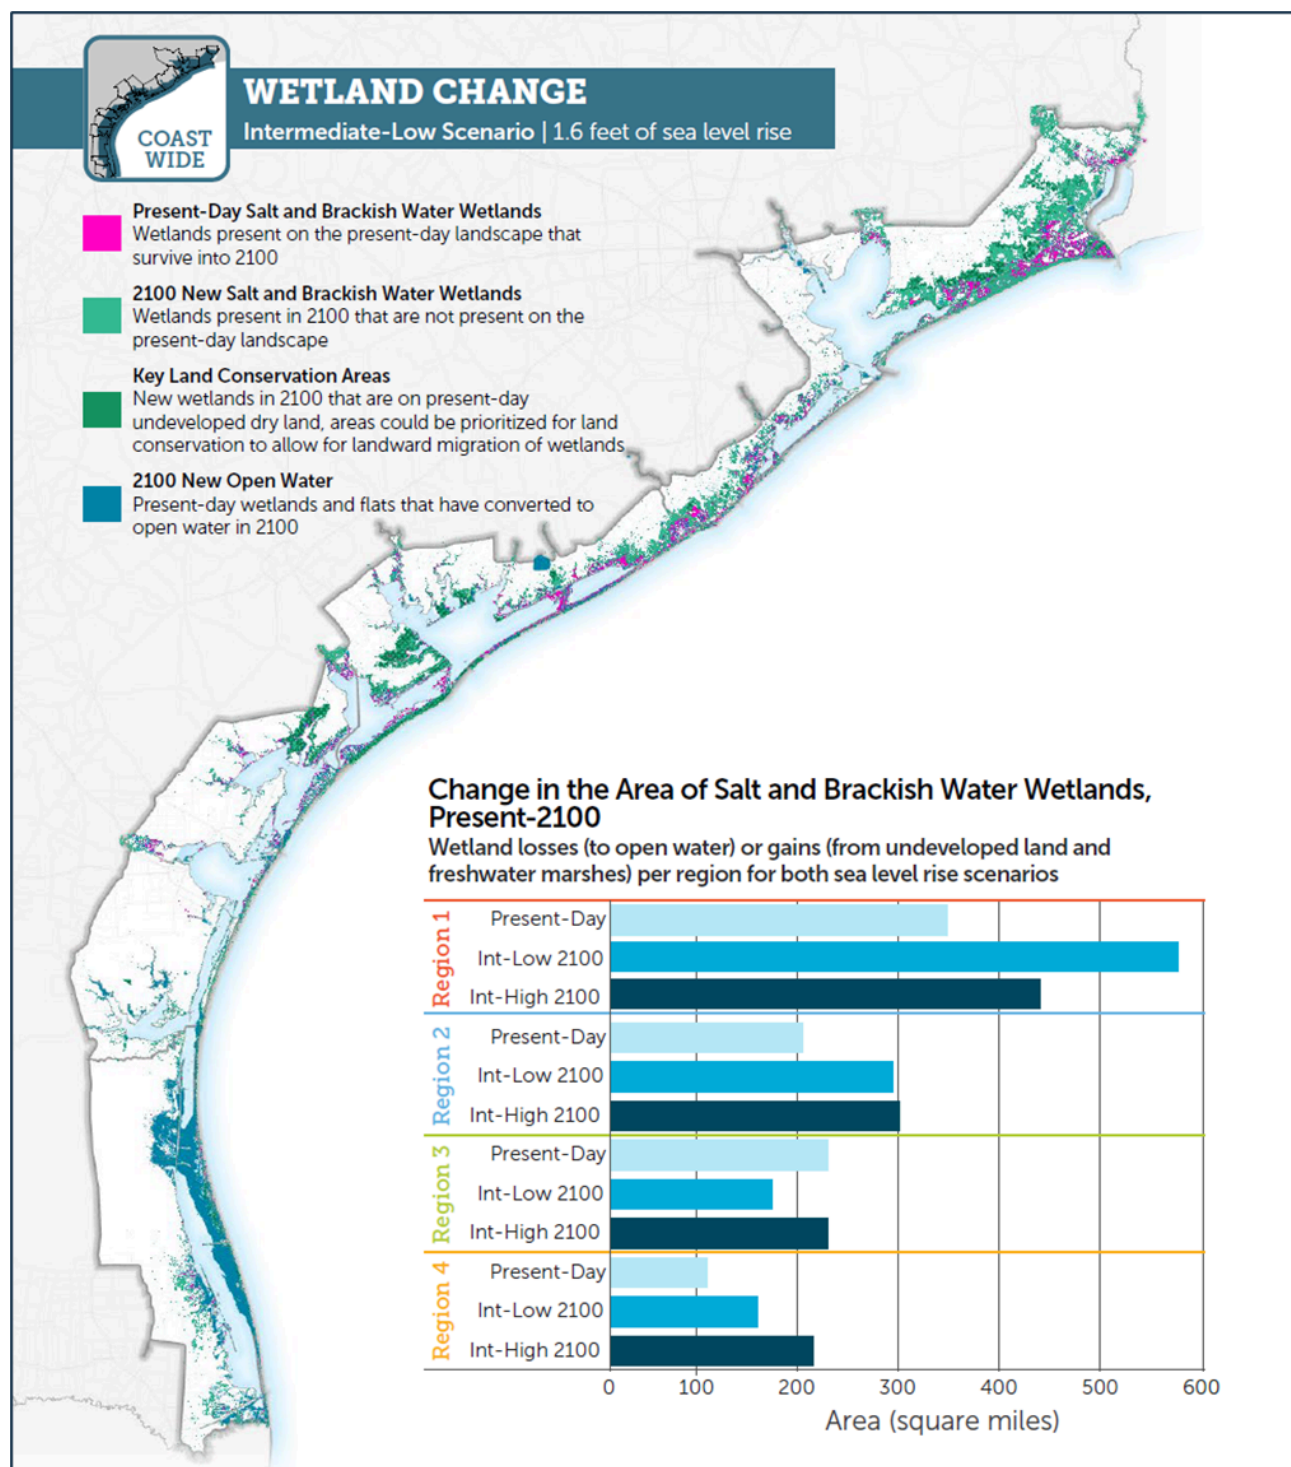 WETLAND CHANGE
Intermediate-Low Scenario | 1.6 feet of sea level rise
COAST
WIDE
Present-Day Salt and Brackish Water Wetlands
Wetlands present on the present-day landscape that
survive into 2100
2100 New Salt and Brackish Water Wetlands
Wetlands present in 2100 that are not present on the
present-day landscape
Key Land Conservation Areas
New wetlands in 2100 that are on present-day
undeveloped dry land, areas could be prioritized for land
conservation to allow for landward migration of wetlands
2100 New Open Water
Present-day wetlands and flats that have converted to
open water in 2100
Change in the Area of Salt and Brackish Water Wetlands,
Present-2100
Wetland losses (to open water) or gains (from undeveloped land and
freshwater marshes) per region for both sea level rise scenarios
Region 1
Present-Day
Int-Low 2100
Int-High 2100
Region 2
Present-Day
Int-Low 2100
Int-High 2100
Region 3
Present-Day
Int-Low 2100
Int-High 2100
Region 4
Present-Day
Int-Low 2100
Int-High 2100
0 100 200 300 400 500 600
Area (square miles)